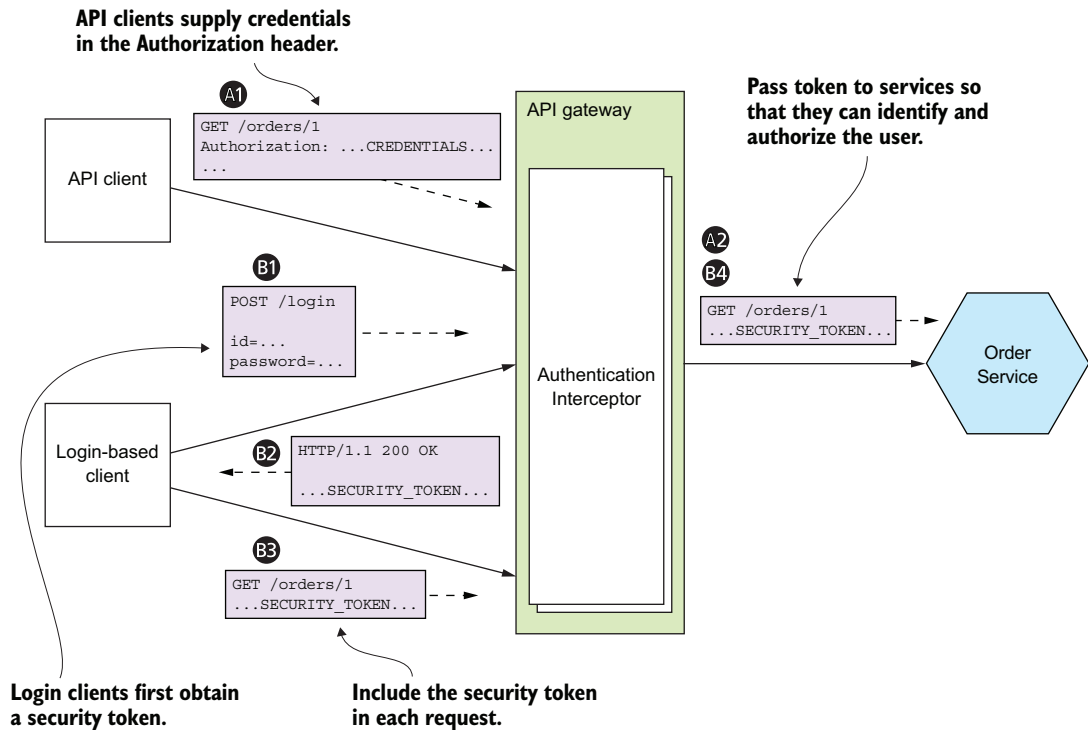 API clients supply credentials
in the Authorization header.
A1
GET /orders/1
Authorization: ...CREDENTIALS...
...
API client
API gateway
Pass token to services so
that they can identify and
authorize the user.
A2
B4
GET /orders/1
...SECURITY_TOKEN...
Order
Service
B1
POST /login
id=...
password=...
Authentication
Interceptor
Login-based
client
B2
HTTP/1.1 200 OK
...SECURITY_TOKEN...
B3
GET /orders/1
...SECURITY_TOKEN...
Login clients first obtain
a security token.
Include the security token
in each request.